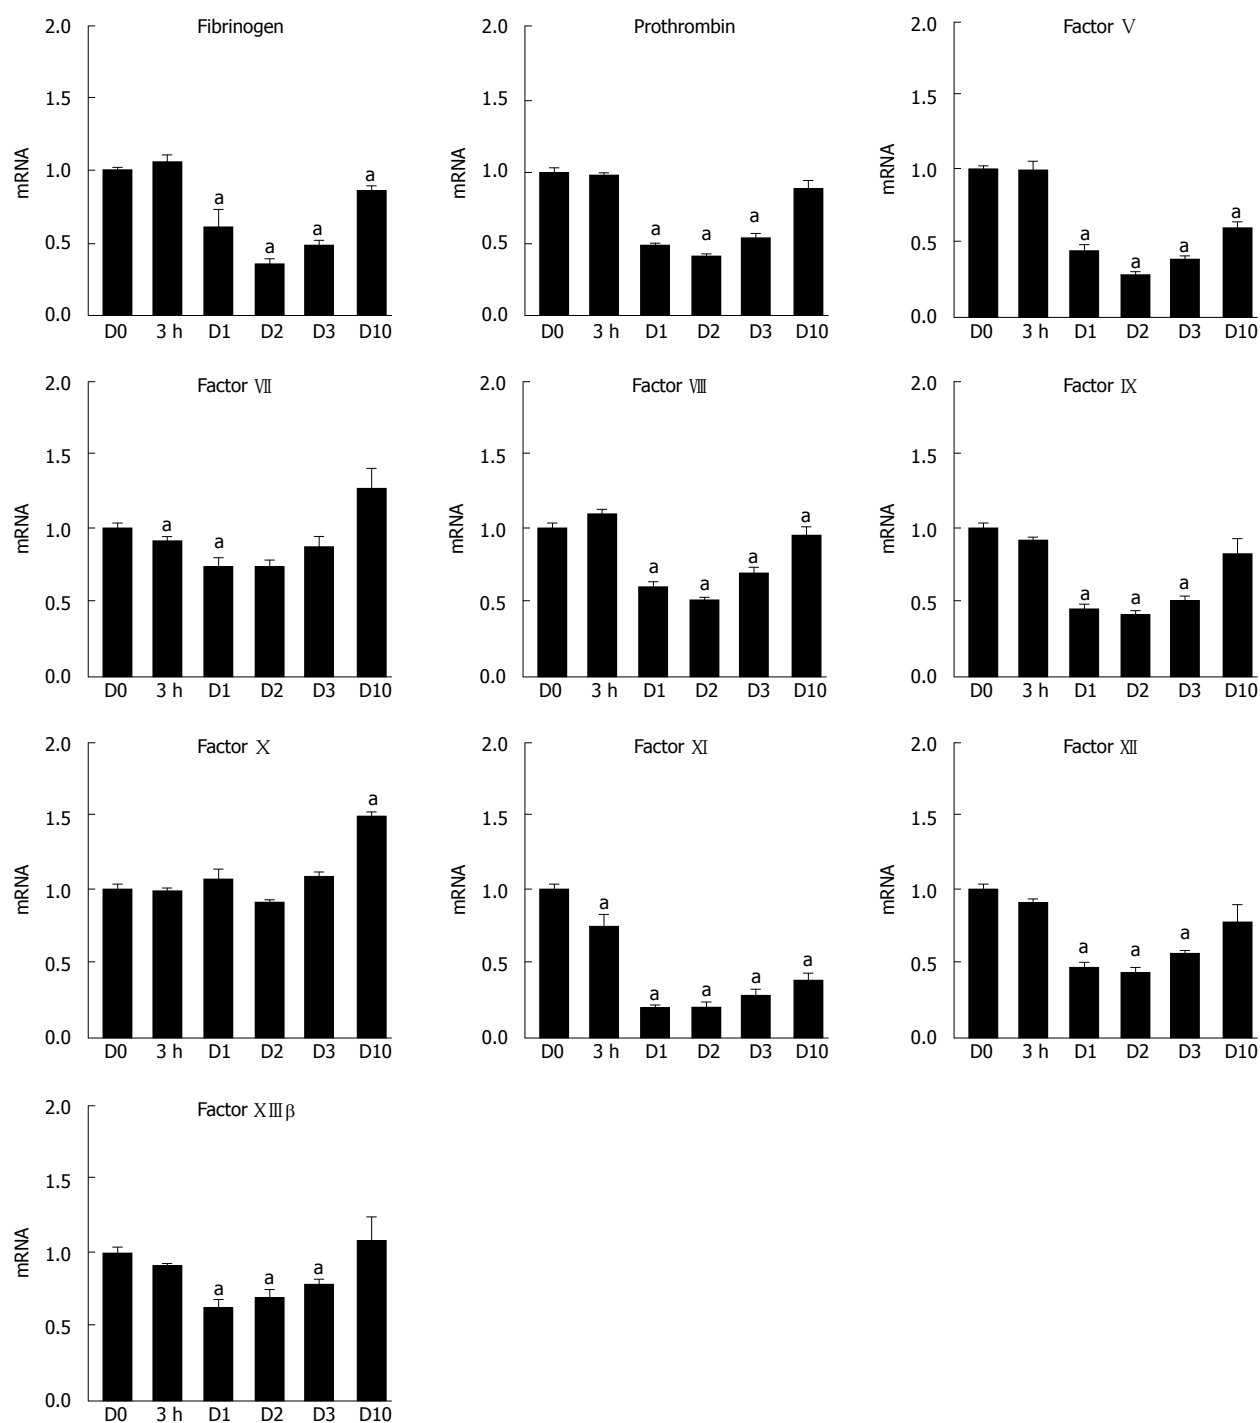 Fibrinogen
2.0
1.5
1.0
0.5
0.0
mRNA
a a a a
D0 3 h D1 D2 D3 D10
Prothrombin
2.0
1.5
1.0
0.5
0.0
mRNA
a a a
D0 3 h D1 D2 D3 D10
Factor Ⅴ
2.0
1.5
1.0
0.5
0.0
mRNA
a a a a
D0 3 h D1 D2 D3 D10
Factor Ⅶ
2.0
1.5
1.0
0.5
0.0
mRNA
a a
D0 3 h D1 D2 D3 D10
Factor Ⅷ
2.0
1.5
1.0
0.5
0.0
mRNA
a a a a
D0 3 h D1 D2 D3 D10
Factor Ⅸ
2.0
1.5
1.0
0.5
0.0
mRNA
a a a
D0 3 h D1 D2 D3 D10
Factor Ⅹ
2.0
1.5
1.0
0.5
0.0
mRNA
a
D0 3 h D1 D2 D3 D10
Factor Ⅺ
2.0
1.5
1.0
0.5
0.0
mRNA
a a a a a
D0 3 h D1 D2 D3 D10
Factor Ⅻ
2.0
1.5
1.0
0.5
0.0
mRNA
a a a
D0 3 h D1 D2 D3 D10
Factor ⅩⅢβ
2.0
1.5
1.0
0.5
0.0
mRNA
a a a
D0 3 h D1 D2 D3 D10